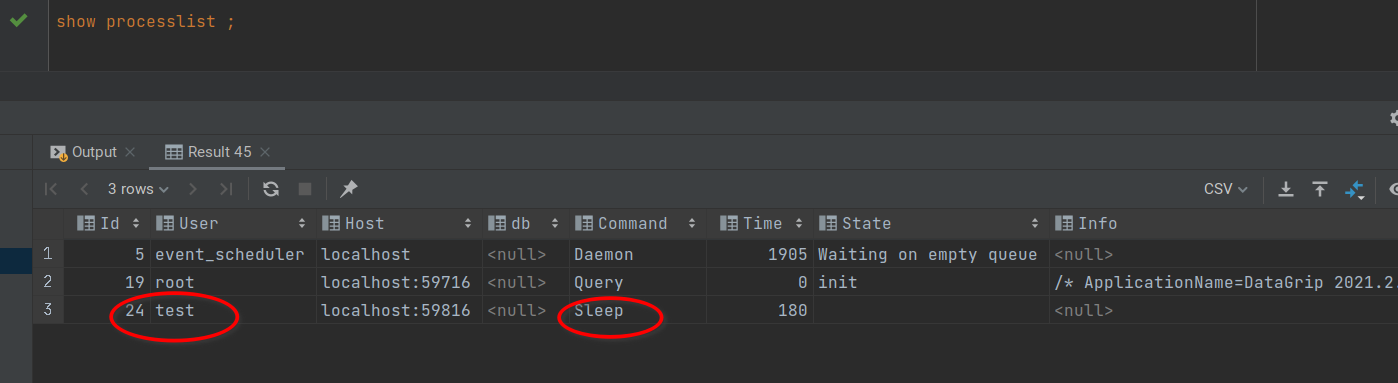 show processlist ;
Output
Result 45
3 rows
CSV
Id User Host db Command Time State Info
1 5 event_scheduler localhost <null> Daemon 1905 Waiting on empty queue <null>
2 19 root localhost:59716 <null> Query 0 init /* ApplicationName=DataGrip 2021.2.
3 24 test localhost:59816 <null> Sleep 180 <null>